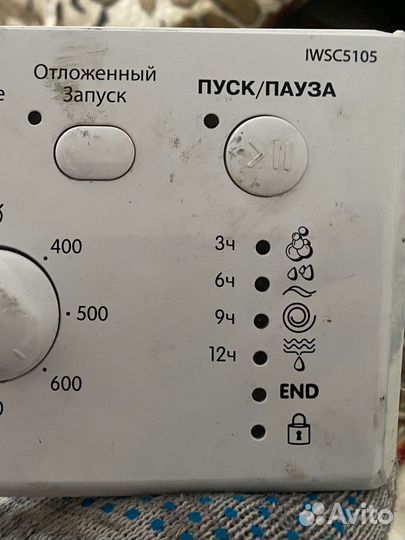 IWSC5105
Отложенный
Запуск
ПУСК/ПАУЗА
400
500
600
3ч
6ч
9ч
12ч
END
Avito